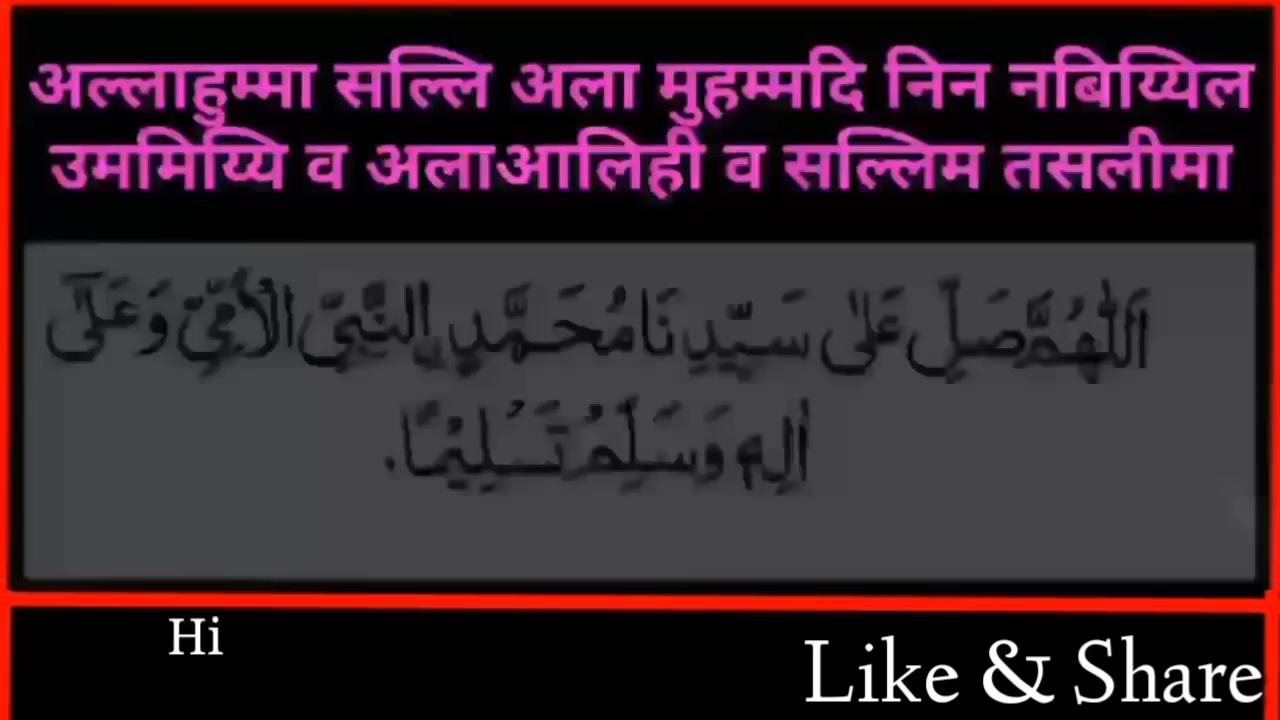 अल्लाहुम्मा सल्लि अला मुहम्मदि निन नबिय्यिल
उममिय्यि व अलाआलिही व सल्लिम तसलीमा
اَللّٰهُمَّ صَلِّ عَلٰى سَيِّدِنَا مُحَمَّدِ ۣالنَّبِيِّ الْاُمِّيِّ وَعَلٰٓى
اٰلِهٖ وَسَلِّمْ تَسْلِيْمًا.
Hi
Like & Share